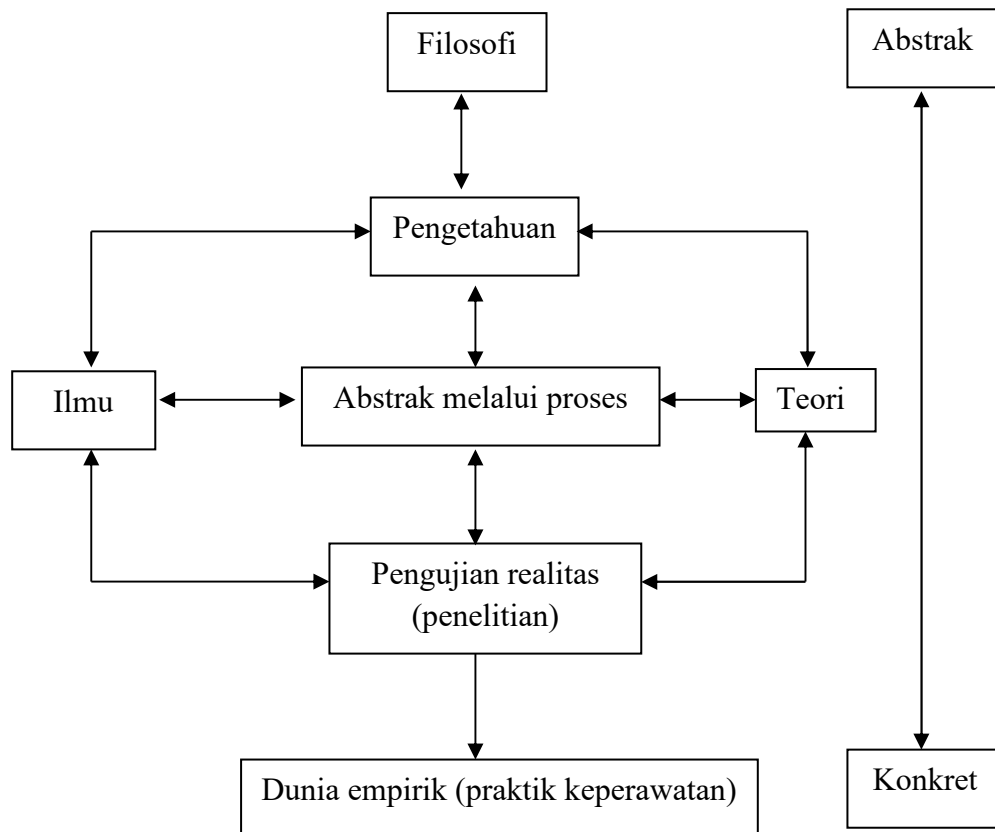 Filosofi
Abstrak
Pengetahuan
Ilmu
Abstrak melalui proses
Teori
Pengujian realitas
(penelitian)
Dunia empirik (praktik keperawatan)
Konkret